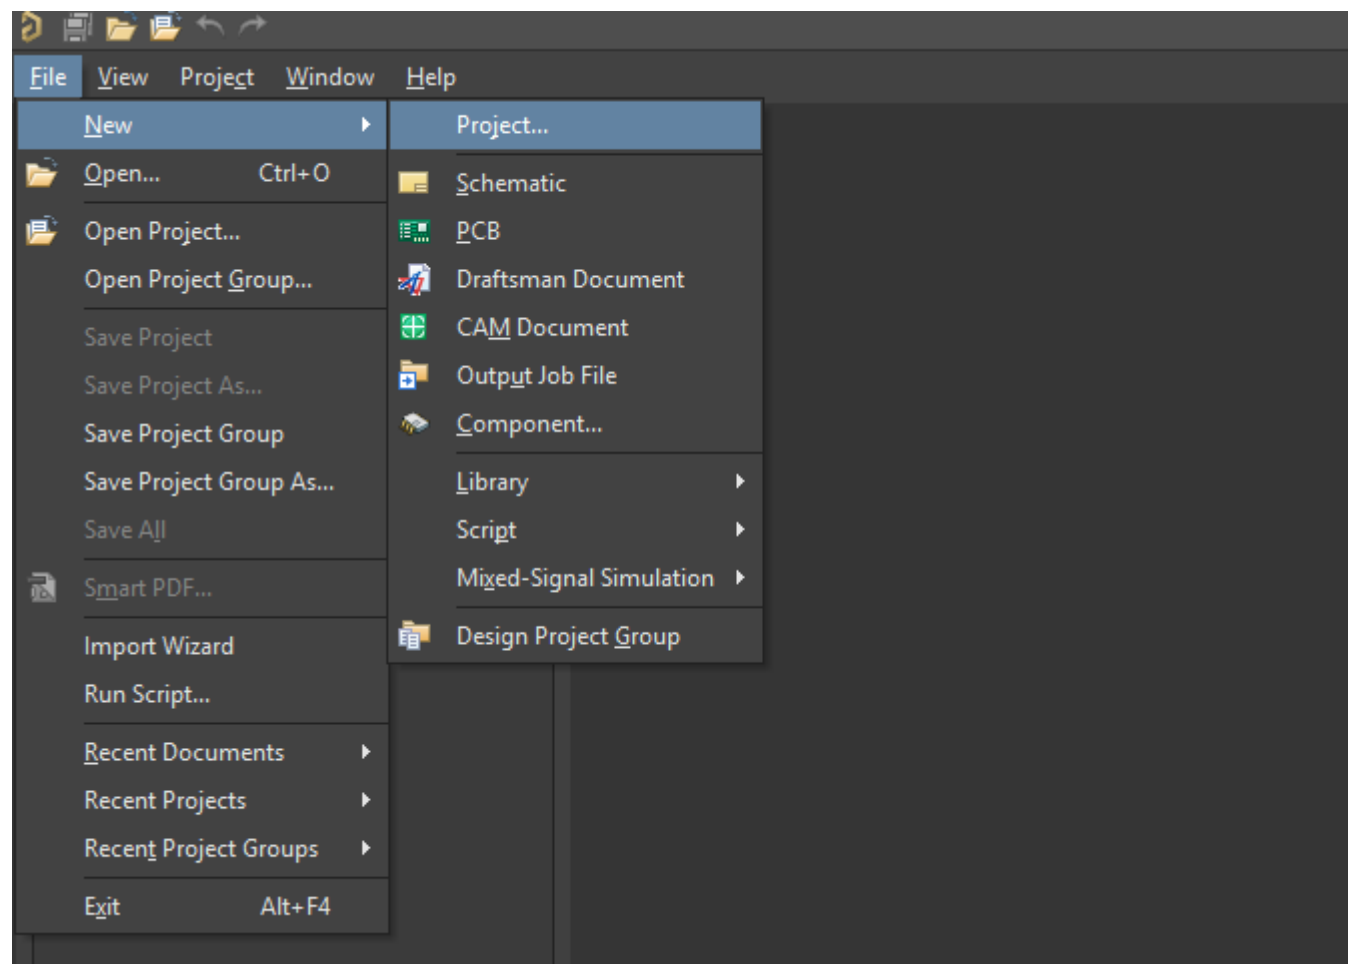 File View Project Window Help
New
Open... Ctrl+O
Open Project...
Open Project Group...
Save Project
Save Project As...
Save Project Group
Save Project Group As...
Save All
Smart PDF...
Import Wizard
Run Script...
Recent Documents
Recent Projects
Recent Project Groups
Exit Alt+F4
Project...
Schematic
PCB
Draftsman Document
CAM Document
Output Job File
Component...
Library
Script
Mixed-Signal Simulation
Design Project Group